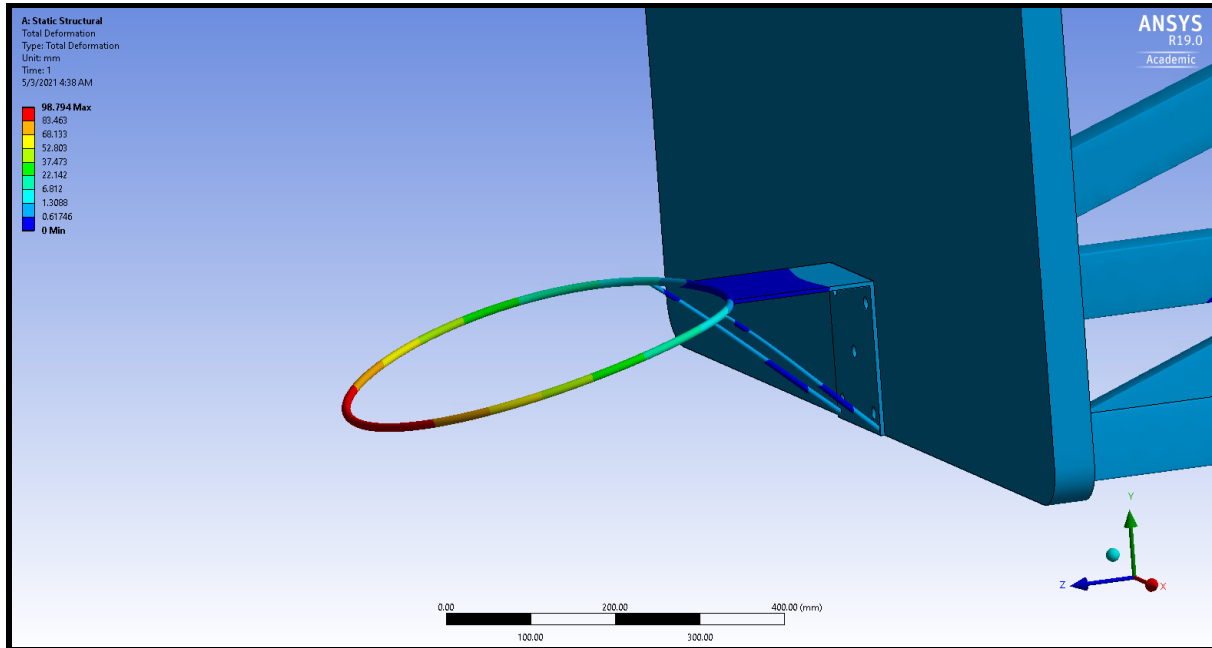 A: Static Structural
Total Deformation
Type: Total Deformation
Unit: mm
Time: 1
5/3/2021 4:38 AM
98.794 Max
83.463
68.133
52.803
37.473
22.142
6.812
1.3088
0.61746
0 Min
ANSYS
R19.0
Academic
Y
Z
X
0.00 200.00 400.00 (mm)
100.00 300.00